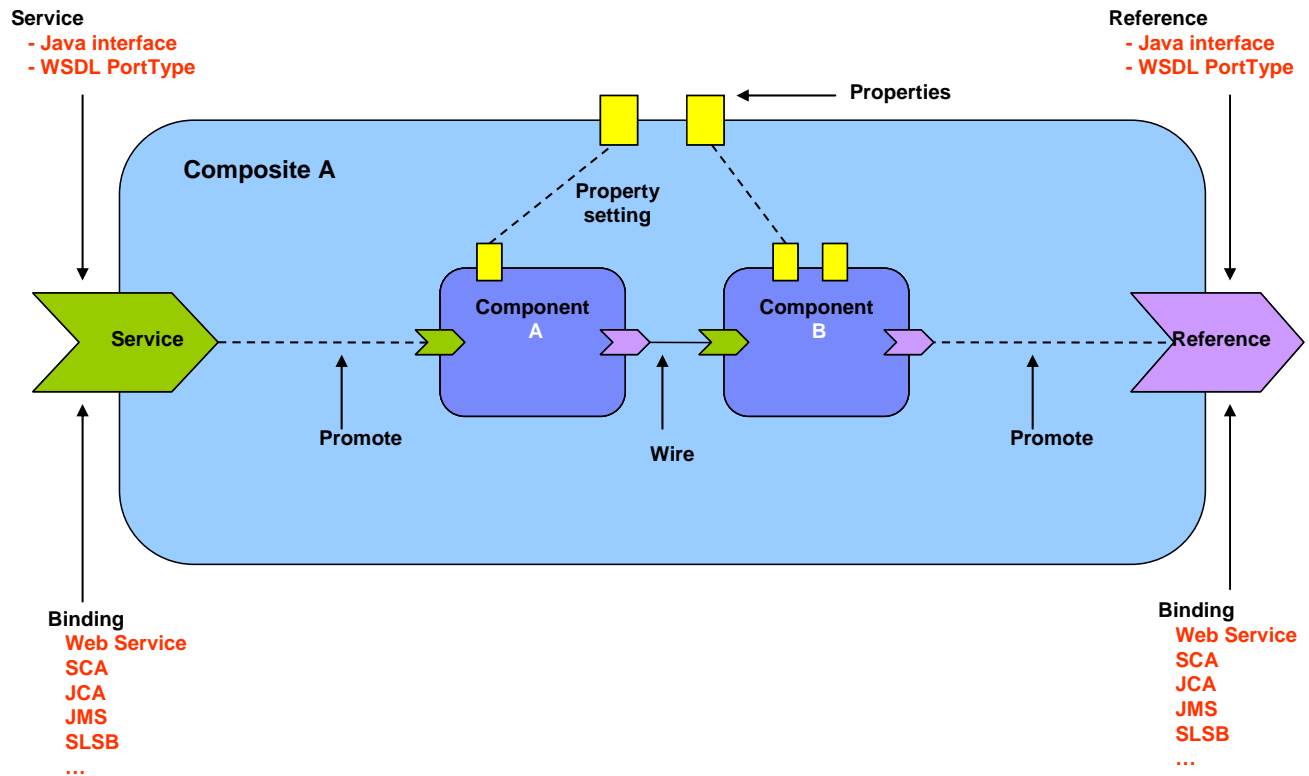 Service
- Java interface
- WSDL PortType
Reference
- Java interface
- WSDL PortType
Properties
Composite A
Property
setting
Component
A
Component
B
Service
Reference
Promote
Wire
Promote
Binding
Web Service
SCA
JCA
JMS
SLSB
...
Binding
Web Service
SCA
JCA
JMS
SLSB
...